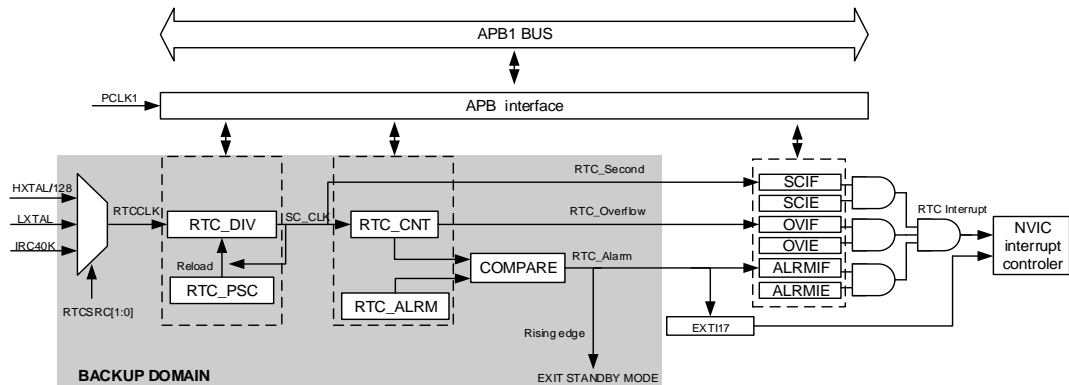 APB1 BUS
PCLK1
APB interface
HXTAL/128
LXTAL
IRC40K
RTCCLK
RTCSRC[1:0]
RTC_DIV
Reload
RTC_PSC
SC_CLK
RTC_CNT
RTC_ALRM
COMPARE
RTC_Second
RTC_Overflow
RTC_Alarm
Rising edge
EXIT STANDBY MODE
BACKUP DOMAIN
SCIF
SCIE
OVIF
OVIE
ALRMIF
ALRMIE
EXTI17
RTC Interrupt
NVIC
interrupt
controler